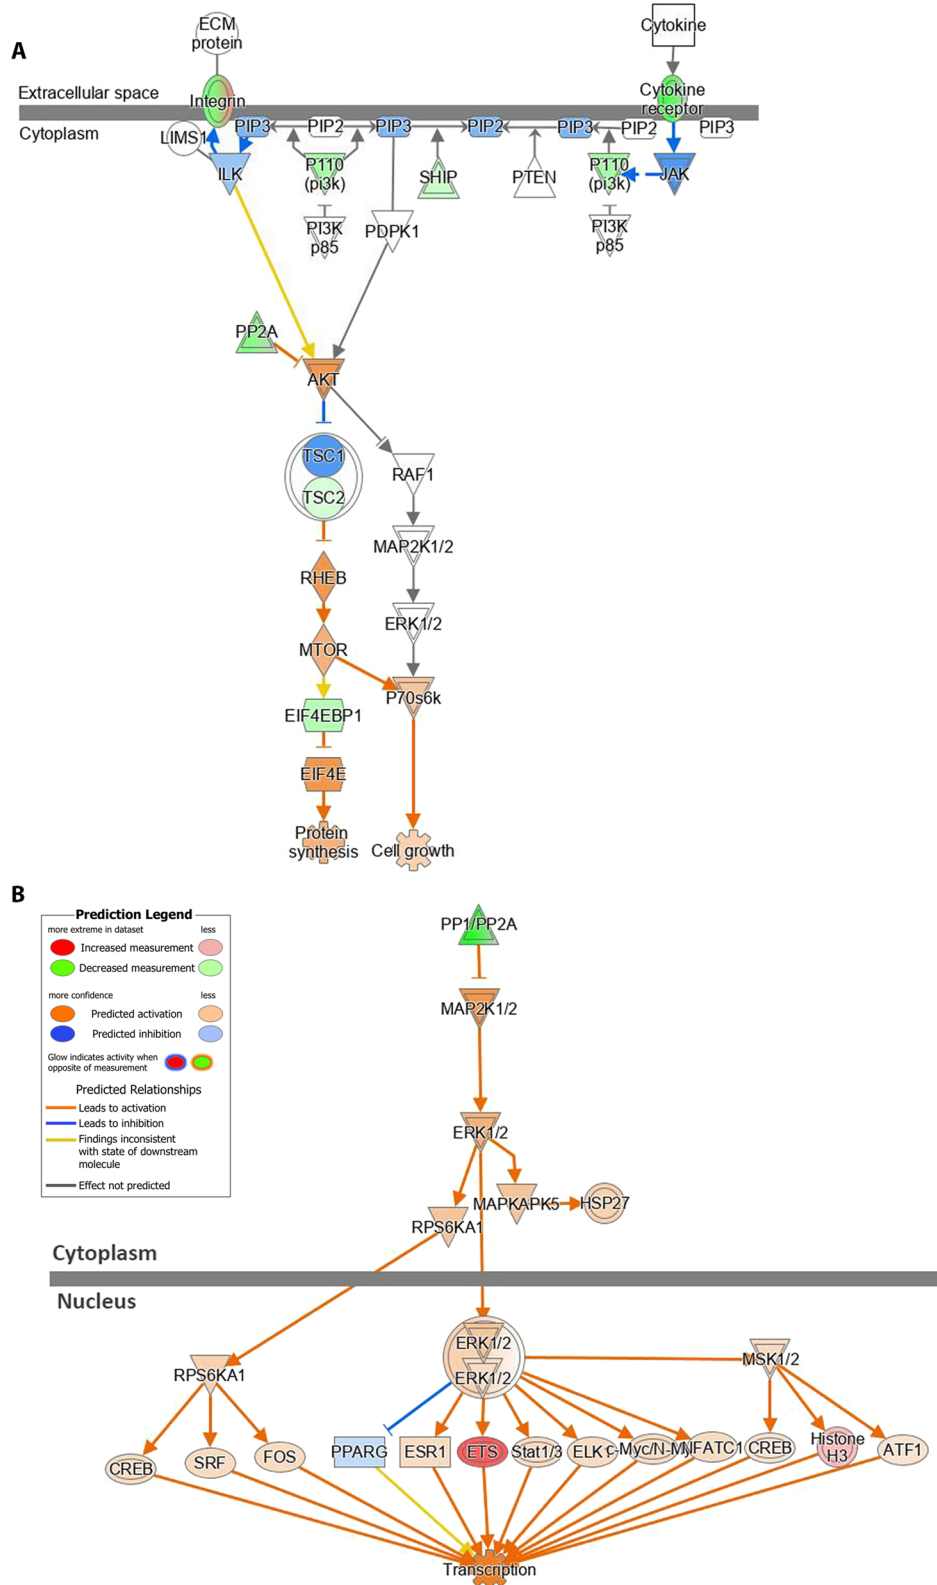 A
ECM
protein
Cytokine
Extracellular space
Integrin
Cytokine
receptor
Cytoplasm
LIMS1
PIP3
PIP2
PIP3
PIP2
PIP3
PIP2
PIP3
ILK
P110
(pi3k)
SHIP
PTEN
P110
(pi3k)
JAK
PI3K
p85
PDPK1
PI3K
p85
PP2A
AKT
TSC1
TSC2
RAF1
MAP2K1/2
RHEB
ERK1/2
MTOR
P70s6k
EIF4EBP1
EIF4E
Protein
synthesis
Cell growth
B
Prediction Legend
more extreme in dataset less
Increased measurement
Decreased measurement
more confidence less
Predicted activation
Predicted inhibition
Glow indicates activity when
opposite of measurement
Predicted Relationships
Leads to activation
Leads to inhibition
Findings inconsistent
with state of downstream
molecule
Effect not predicted
PP1/PP2A
MAP2K1/2
ERK1/2
MAPKAPK5
HSP27
RPS6KA1
Cytoplasm
Nucleus
ERK1/2
ERK1/2
MSK1/2
RPS6KA1
CREB
SRF
FOS
PPARG
ESR1
ETS
Stat1/3
ELK1
c-Myc/N-My
NFATC1
CREB
Histone
H3
ATF1
Transcription